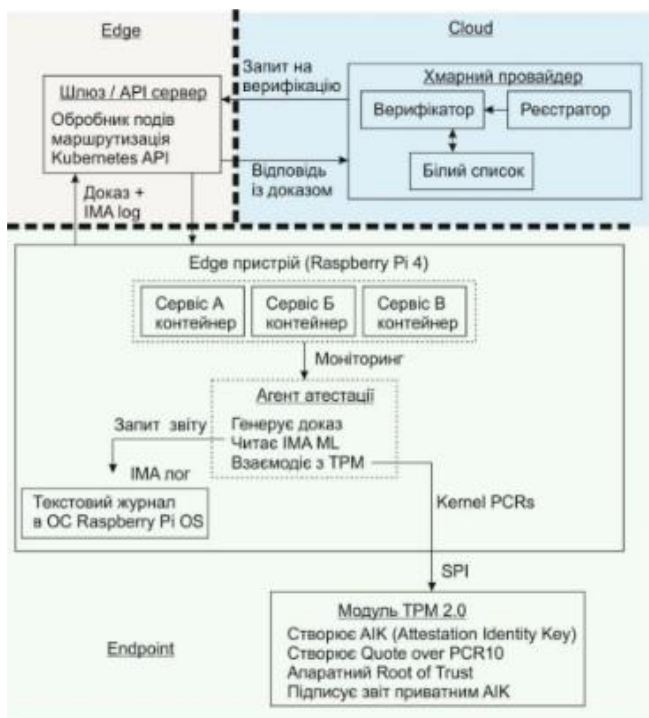 Edge
Cloud
Шлюз / API сервер
Обробник подів
маршрутизація
Kubernetes API
Запит на
верифікацію
Відповідь
із доказом
Хмарний провайдер
Верифікатор
Реєстратор
Білий список
Доказ +
IMA log
Edge пристрій (Raspberry Pi 4)
Сервіс А
контейнер
Сервіс Б
контейнер
Сервіс В
контейнер
Моніторинг
Агент атестації
Генерує доказ
Читає IMA ML
Взаємодіє з TPM
Запит звіту
IMA лог
Текстовий журнал
в ОС Raspberry Pi OS
Kernel PCRs
SPI
Модуль TPM 2.0
Створює AIK (Attestation Identity Key)
Створює Quote over PCR10
Апаратний Root of Trust
Підписує звіт приватним AIK
Endpoint